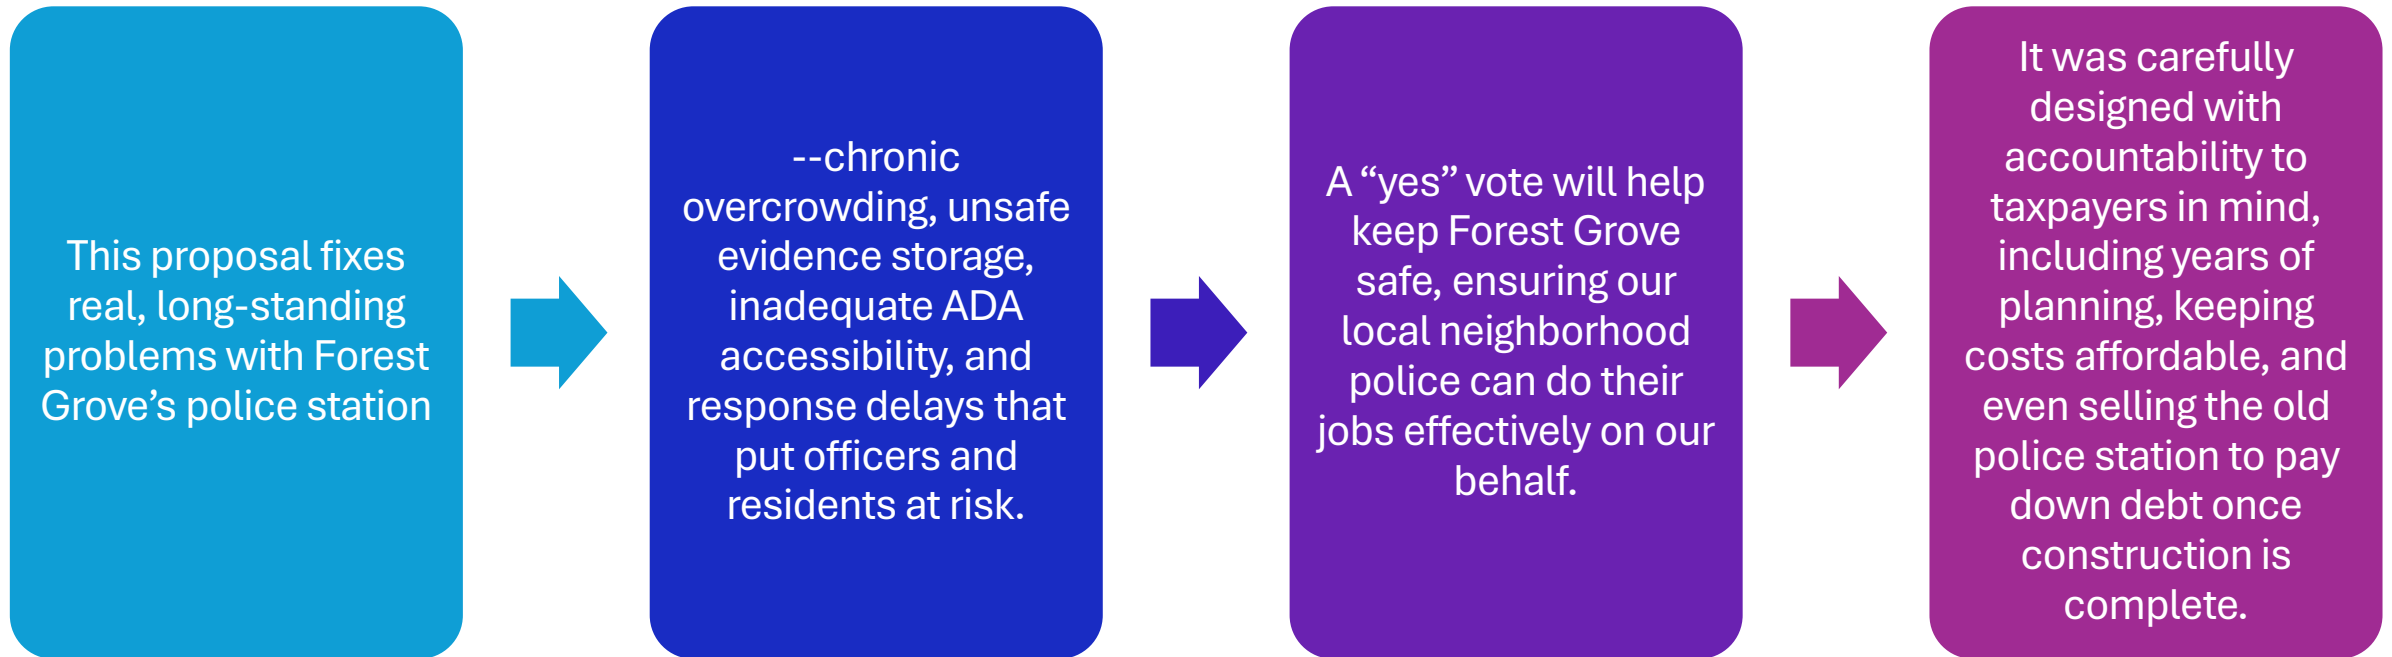 This proposal fixes
real, long-standing
problems with Forest
Grove’s police station
--chronic
overcrowding, unsafe
evidence storage,
inadequate ADA
accessibility, and
response delays that
put officers and
residents at risk.
A “yes” vote will help
keep Forest Grove
safe, ensuring our
local neighborhood
police can do their
jobs effectively on our
behalf.
It was carefully
designed with
accountability to
taxpayers in mind,
including years of
planning, keeping
costs affordable, and
even selling the old
police station to pay
down debt once
construction is
complete.